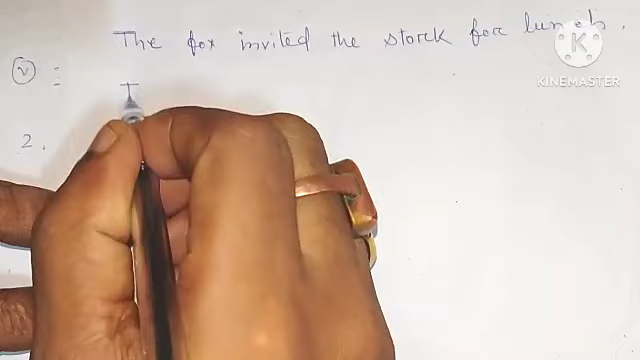 The fox invited the stork for lunch.
K
KINEMASTER
(v) :
T
2.